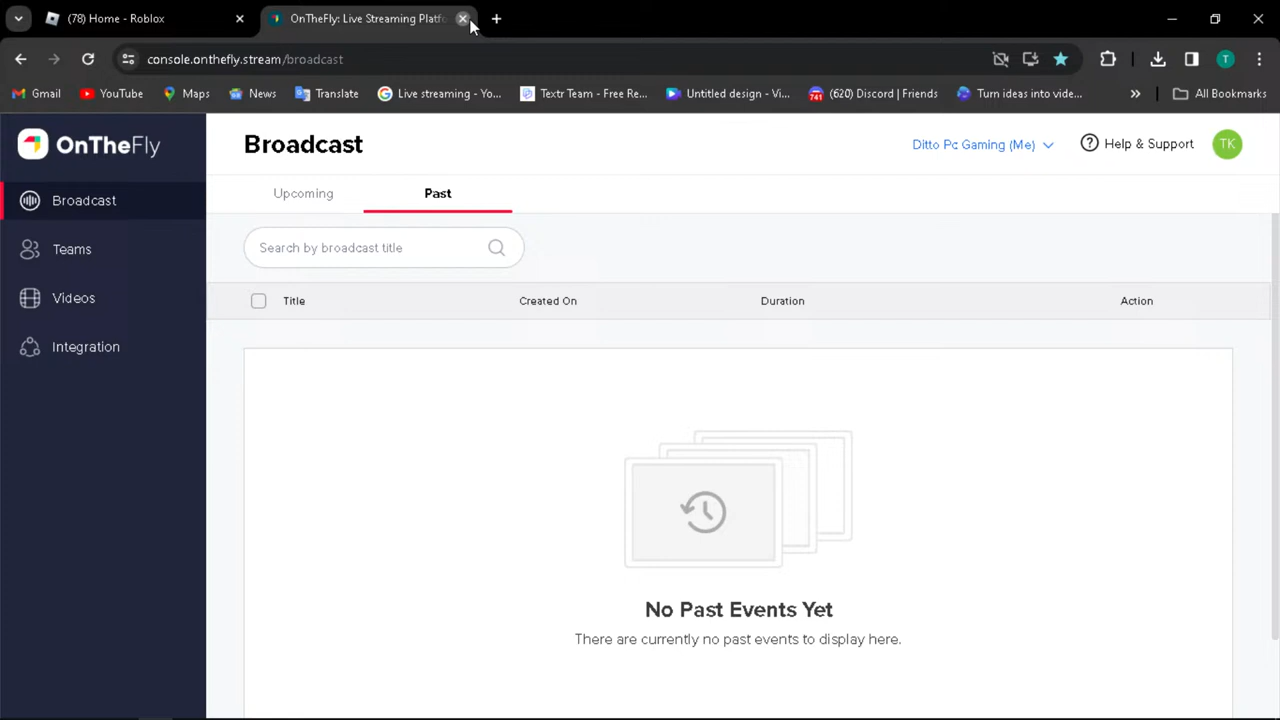 (78) Home - Roblox
OnTheFly: Live Streaming Platfo
console.onthefly.stream/broadcast
Gmail
YouTube
Maps
News
Translate
Live streaming - Yo...
Textr Team - Free Re...
Untitled design - Vi...
741
(620) Discord | Friends
Turn ideas into vide...
All Bookmarks
T
OnTheFly
Broadcast
Ditto Pc Gaming (Me)
Help & Support
TK
Broadcast
Teams
Videos
Integration
Upcoming
Past
Search by broadcast title
Title
Created On
Duration
Action
No Past Events Yet
There are currently no past events to display here.